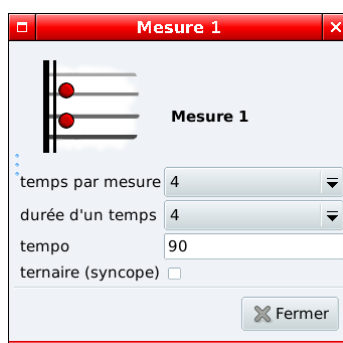 Mesure 1
Mesure 1
temps par mesure 4
durée d'un temps 4
tempo 90
ternaire (syncope)
Fermer